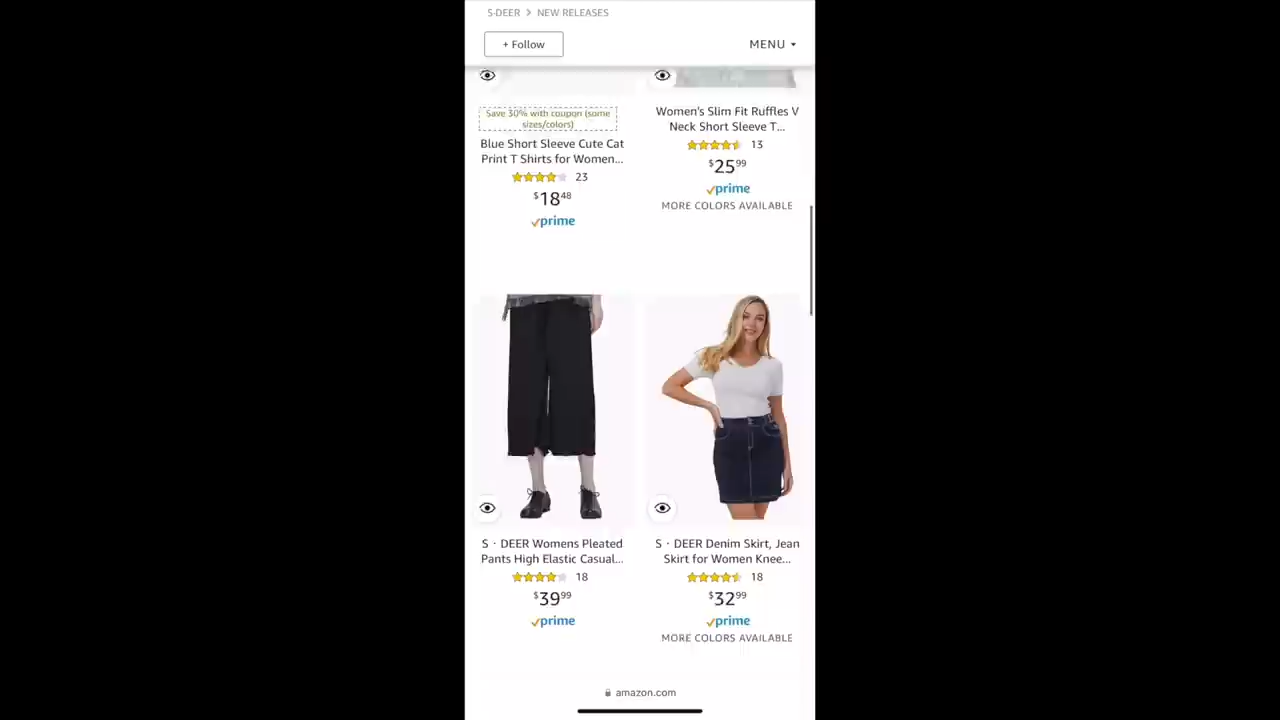 S·DEER > NEW RELEASES
+ Follow
MENU
Save 30% with coupon (some
sizes/colors)
Blue Short Sleeve Cute Cat
Print T Shirts for Women...
23
$18 48
prime
Women's Slim Fit Ruffles V
Neck Short Sleeve T...
13
$25 99
prime
MORE COLORS AVAILABLE
S · DEER Womens Pleated
Pants High Elastic Casual...
18
$39 99
prime
S · DEER Denim Skirt, Jean
Skirt for Women Knee...
18
$32 99
prime
MORE COLORS AVAILABLE
amazon.com